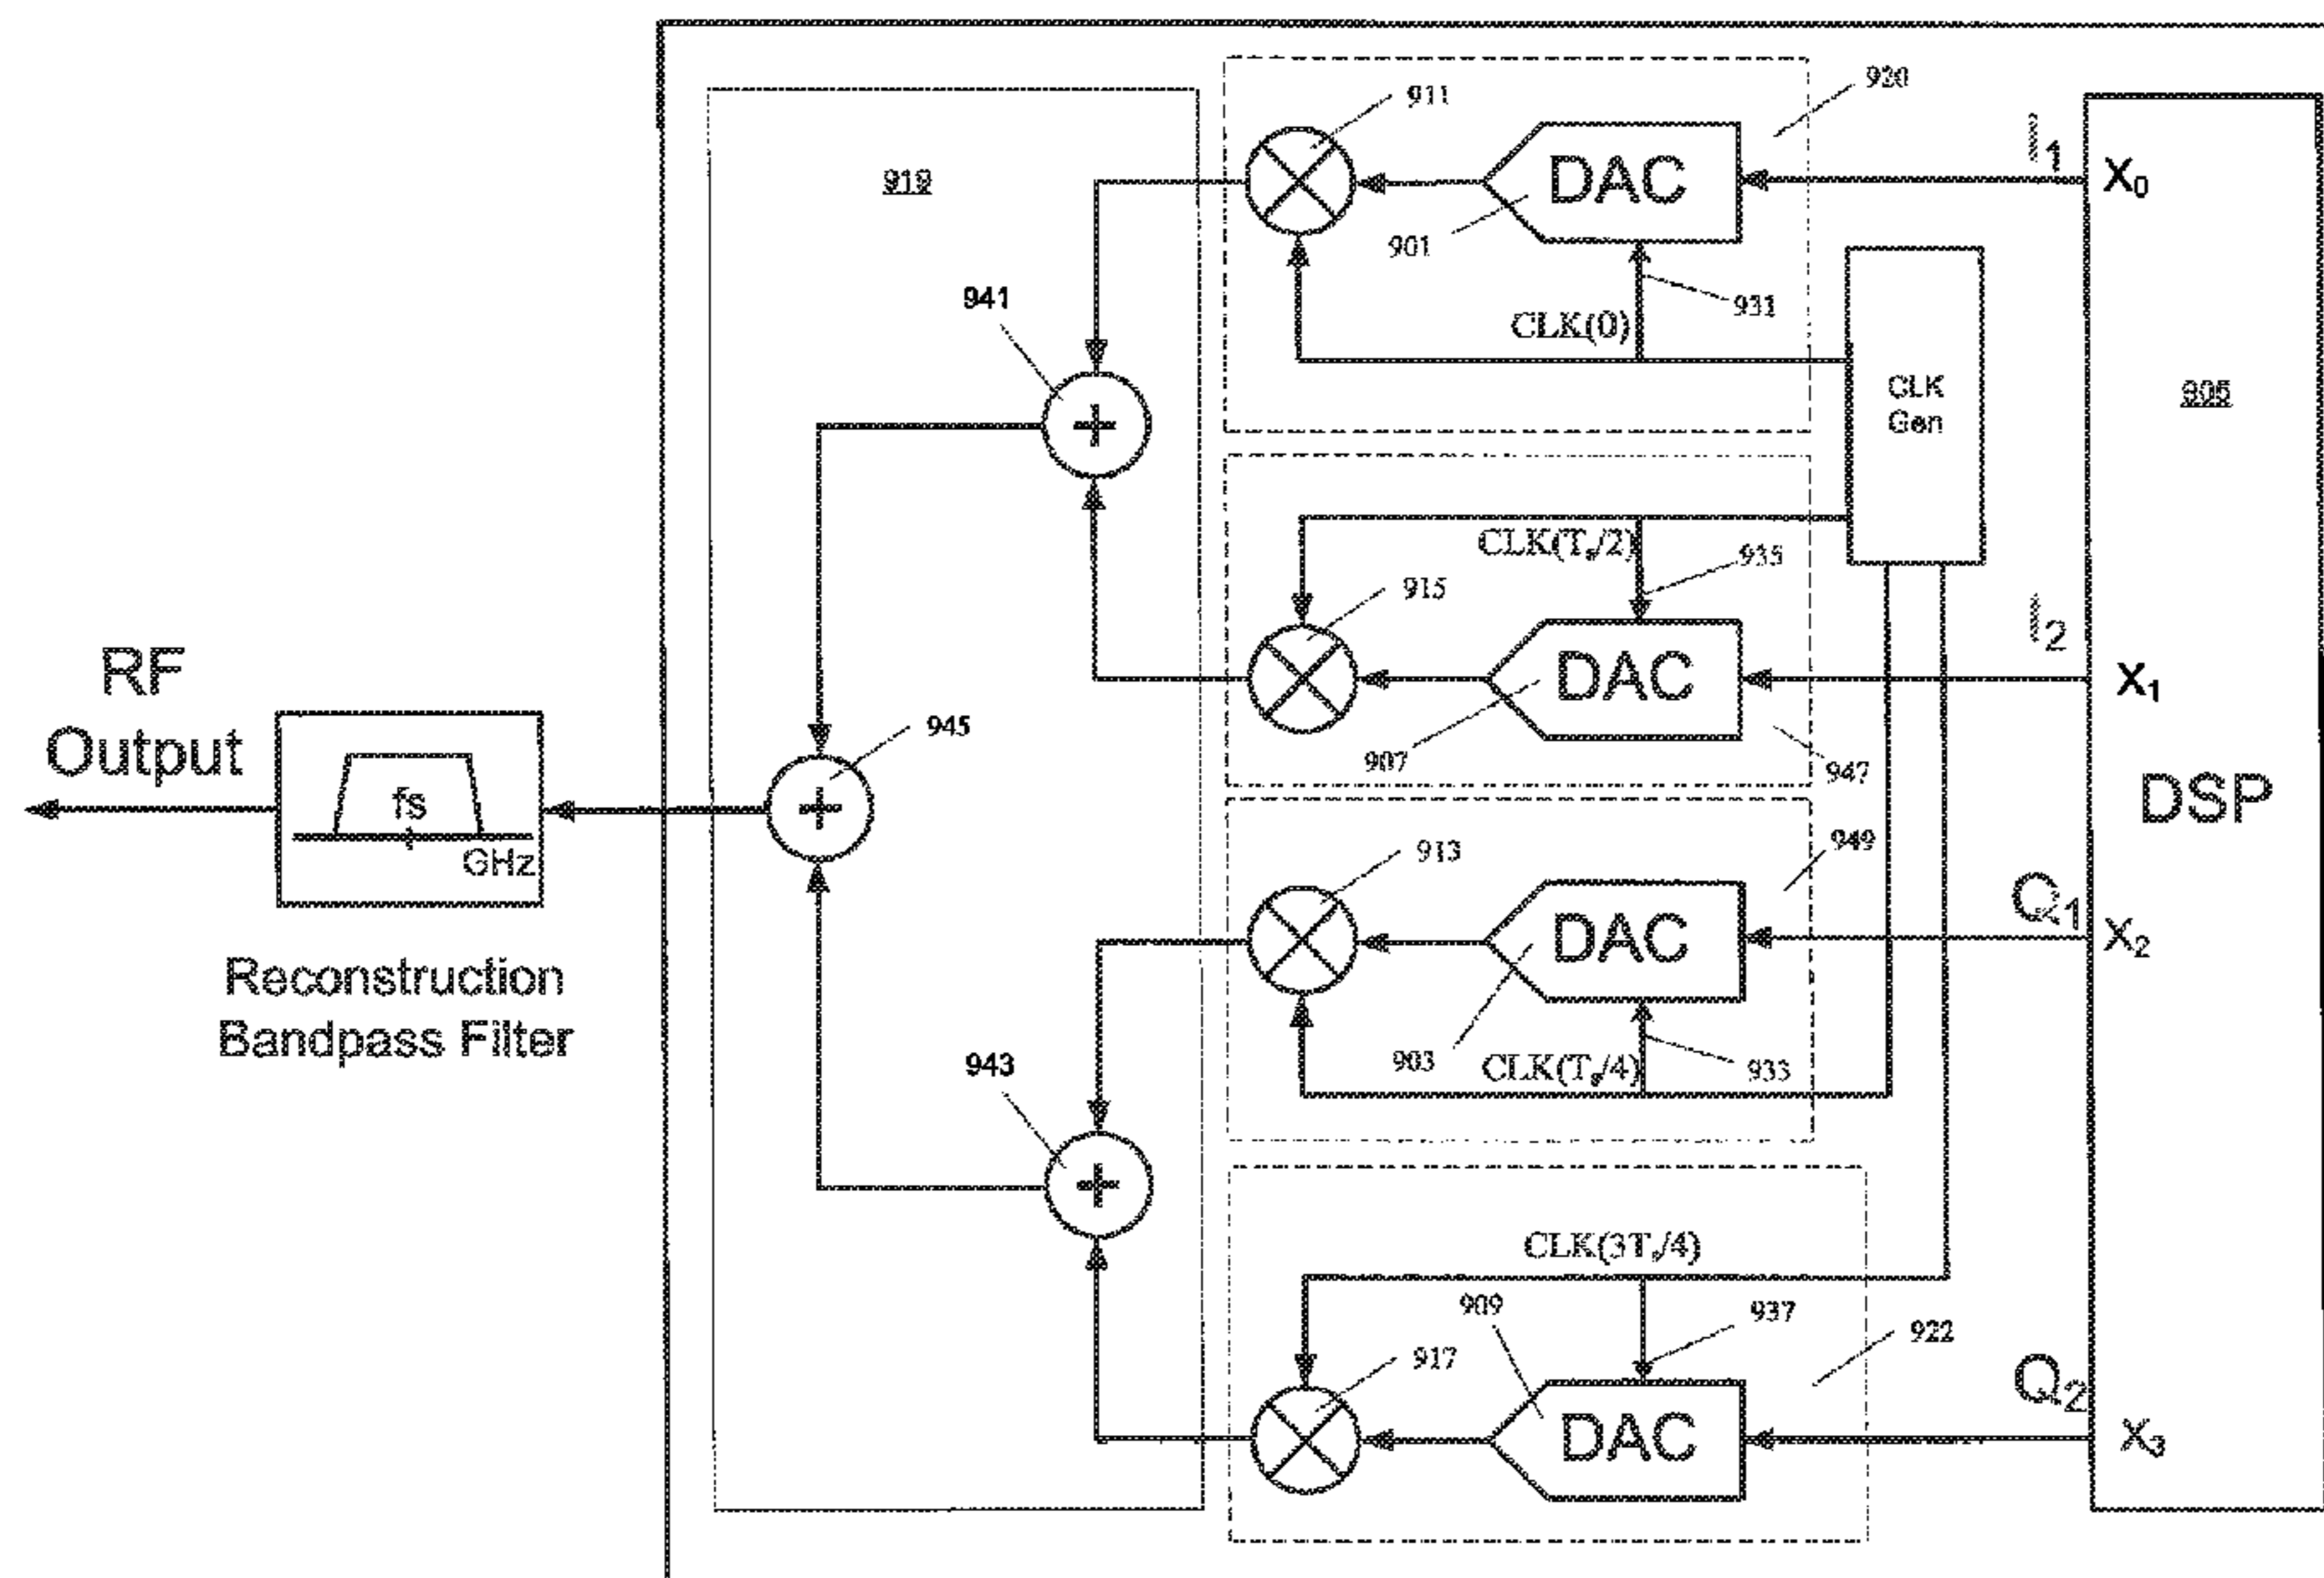 920
911
DAC
I1
X0
919
901
931
941
CLK(0)
CLK
Gen
905
CLK(Ts/2)
935
915
I2
RF
Output
DAC
X1
945
907
947
fs
GHz
DSP
913
949
Q1
DAC
X2
Reconstruction
Bandpass Filter
903
CLK(Ts/4)
933
943
CLK(3Ts/4)
909
937
922
917
Q2
DAC
X3